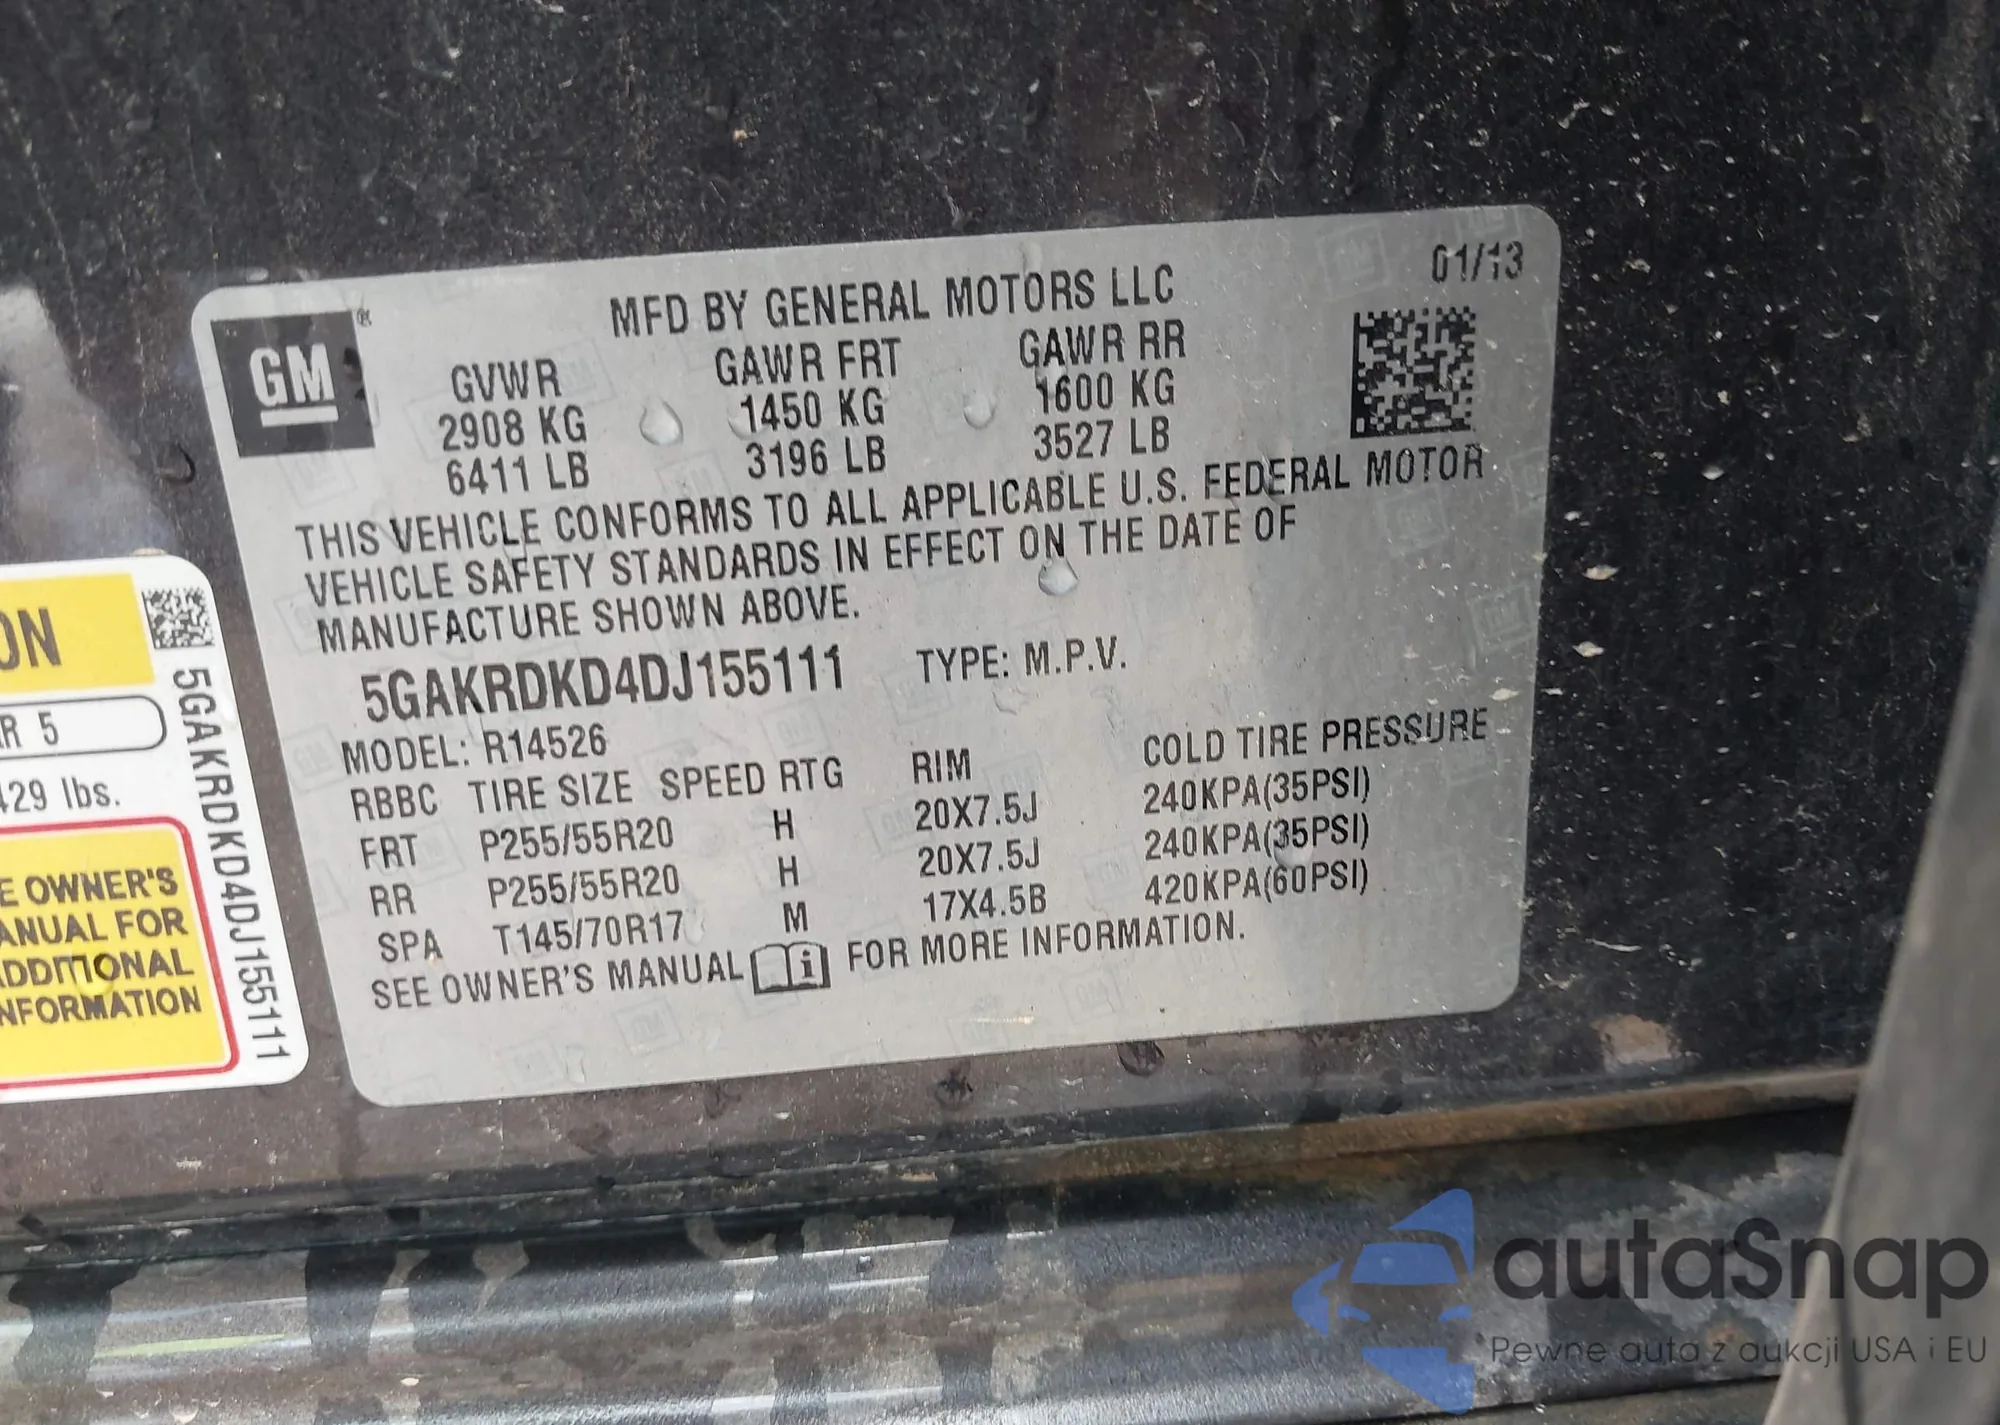 MFD BY GENERAL MOTORS LLC
01/13
GM
®
GVWR GAWR FRT GAWR RR
2908 KG 1450 KG 1600 KG
6411 LB 3196 LB 3527 LB
THIS VEHICLE CONFORMS TO ALL APPLICABLE U.S. FEDERAL MOTOR
VEHICLE SAFETY STANDARDS IN EFFECT ON THE DATE OF
MANUFACTURE SHOWN ABOVE.
5GAKRDKD4DJ155111 TYPE: M.P.V.
MODEL: R14526
RBBC TIRE SIZE SPEED RTG RIM COLD TIRE PRESSURE
FRT P255/55R20 H 20X7.5J 240KPA(35PSI)
RR P255/55R20 H 20X7.5J 240KPA(35PSI)
SPA T145/70R17 M 17X4.5B 420KPA(60PSI)
SEE OWNER'S MANUAL i FOR MORE INFORMATION.
ON
R 5
429 lbs.
E OWNER'S
ANUAL FOR
DDITIONAL
NFORMATION
5GAKRDKD4DJ155111
autaSnap
Pewne auta z aukcji USA i EU